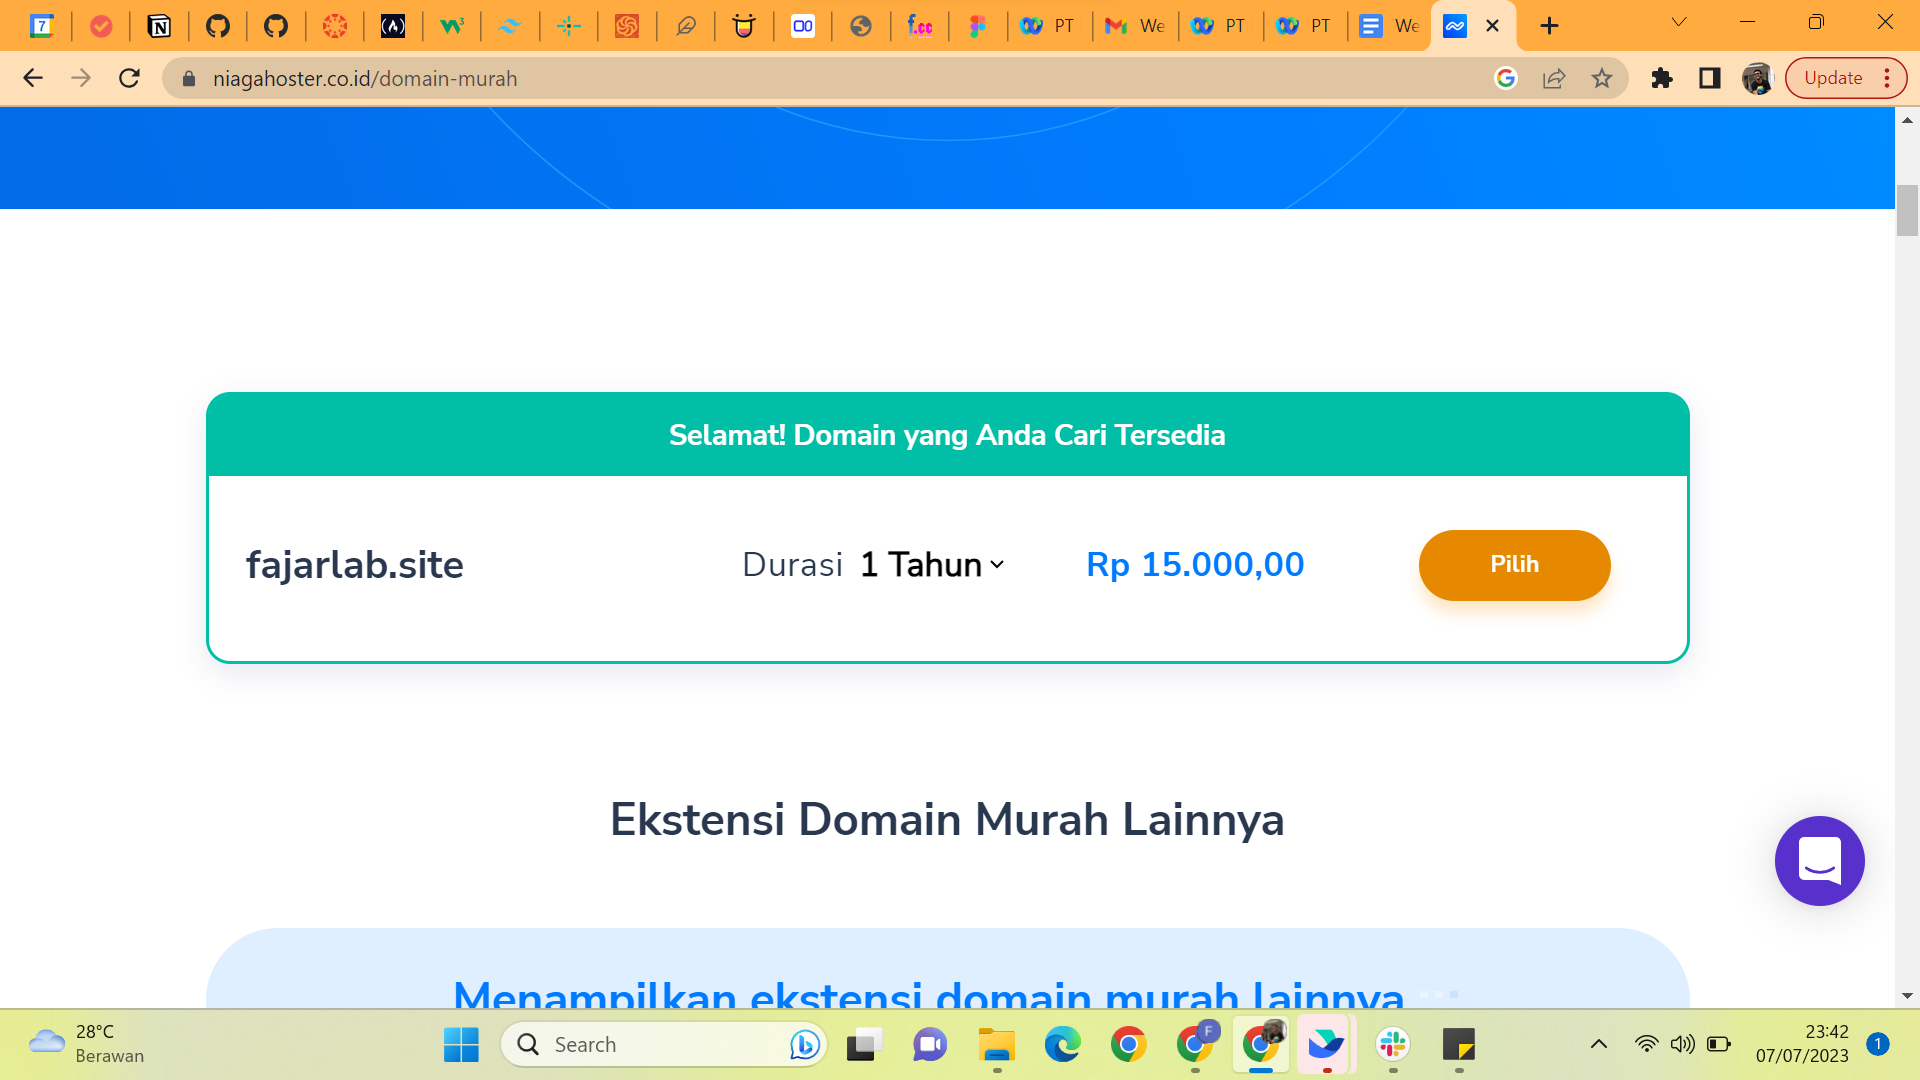 7
PT
We
PT
PT
We
niagahoster.co.id/domain-murah
Update
Selamat! Domain yang Anda Cari Tersedia
fajarlab.site
Durasi 1 Tahun
Rp 15.000,00
Pilih
Ekstensi Domain Murah Lainnya
Menampilkan ekstensi domain murah lainnya
28°C
Berawan
Search
F
23:42
07/07/2023
1